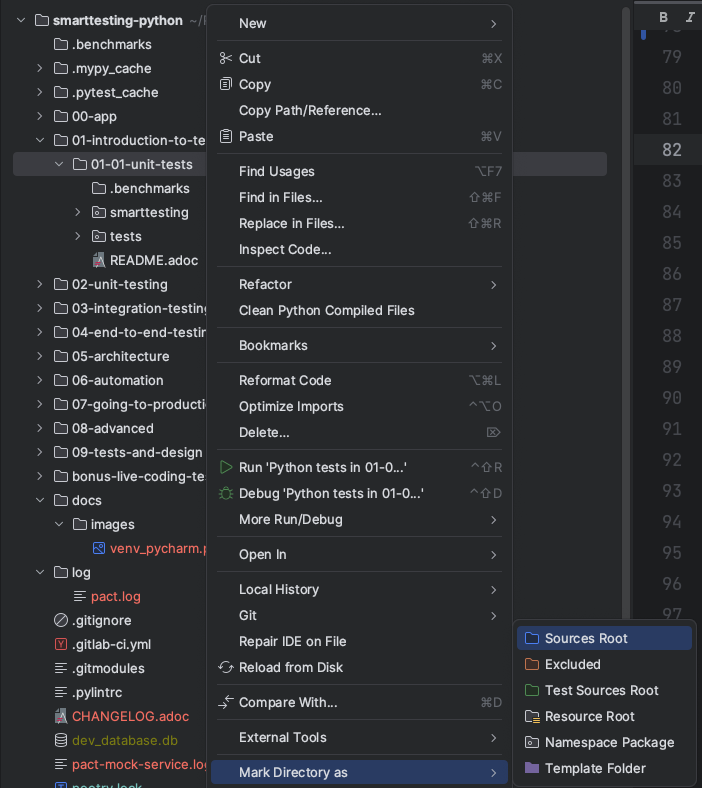 smarttesting-python
.benchmarks
.mypy_cache
.pytest_cache
00-app
01-introduction-to-te
01-01-unit-tests
.benchmarks
smarttesting
tests
README.adoc
02-unit-testing
03-integration-testing
04-end-to-end-testin
05-architecture
06-automation
07-going-to-producti
08-advanced
09-tests-and-design
bonus-live-coding-te
docs
images
venv_pycharm.p
log
pact.log
.gitignore
.gitlab-ci.yml
.gitmodules
.pylintrc
CHANGELOG.adoc
dev_database.db
pact-mock-service.log
poetry.lock
New
Cut ⌘X
Copy ⌘C
Copy Path/Reference...
Paste ⌘V
Find Usages ⌥F7
Find in Files... ⇧⌘F
Replace in Files... ⇧⌘R
Inspect Code...
Refactor
Clean Python Compiled Files
Bookmarks
Reformat Code ⌥⌘L
Optimize Imports ^⌥O
Delete... ⌦
Run 'Python tests in 01-0...' ^⇧R
Debug 'Python tests in 01-0...' ^⇧D
More Run/Debug
Open In
Local History
Git
Repair IDE on File
Reload from Disk
Compare With... ⌘D
External Tools
Mark Directory as
Sources Root
Excluded
Test Sources Root
Resource Root
Namespace Package
Template Folder
B I
79
80
81
82
83
84
85
86
87
88
89
90
91
92
93
94
95
96
97